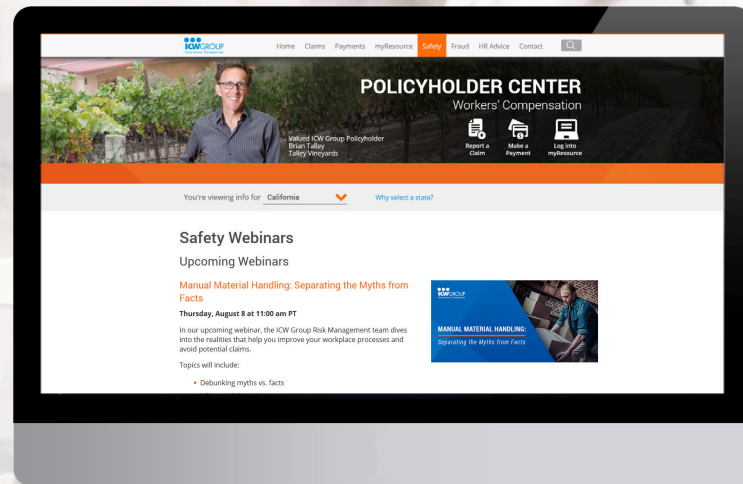 ICWGROUP
Insurance Companies
Home Claims Payments myResource Safety Fraud HR Advice Contact
POLICYHOLDER CENTER
Workers' Compensation
Valued ICW Group Policyholder
Brian Talley
Talley Vineyards
Report a
Claim
Make a
Payment
Log into
myResource
You're viewing info for California
Why select a state?
Safety Webinars
Upcoming Webinars
Manual Material Handling: Separating the Myths from
Facts
Thursday, August 8 at 11:00 am PT
In our upcoming webinar, the ICW Group Risk Management team dives
into the realities that help you improve your workplace processes and
avoid potential claims.
Topics will include:
• Debunking myths vs. facts
ICWGROUP
Insurance Companies
MANUAL MATERIAL HANDLING:
Separating the Myths from Facts